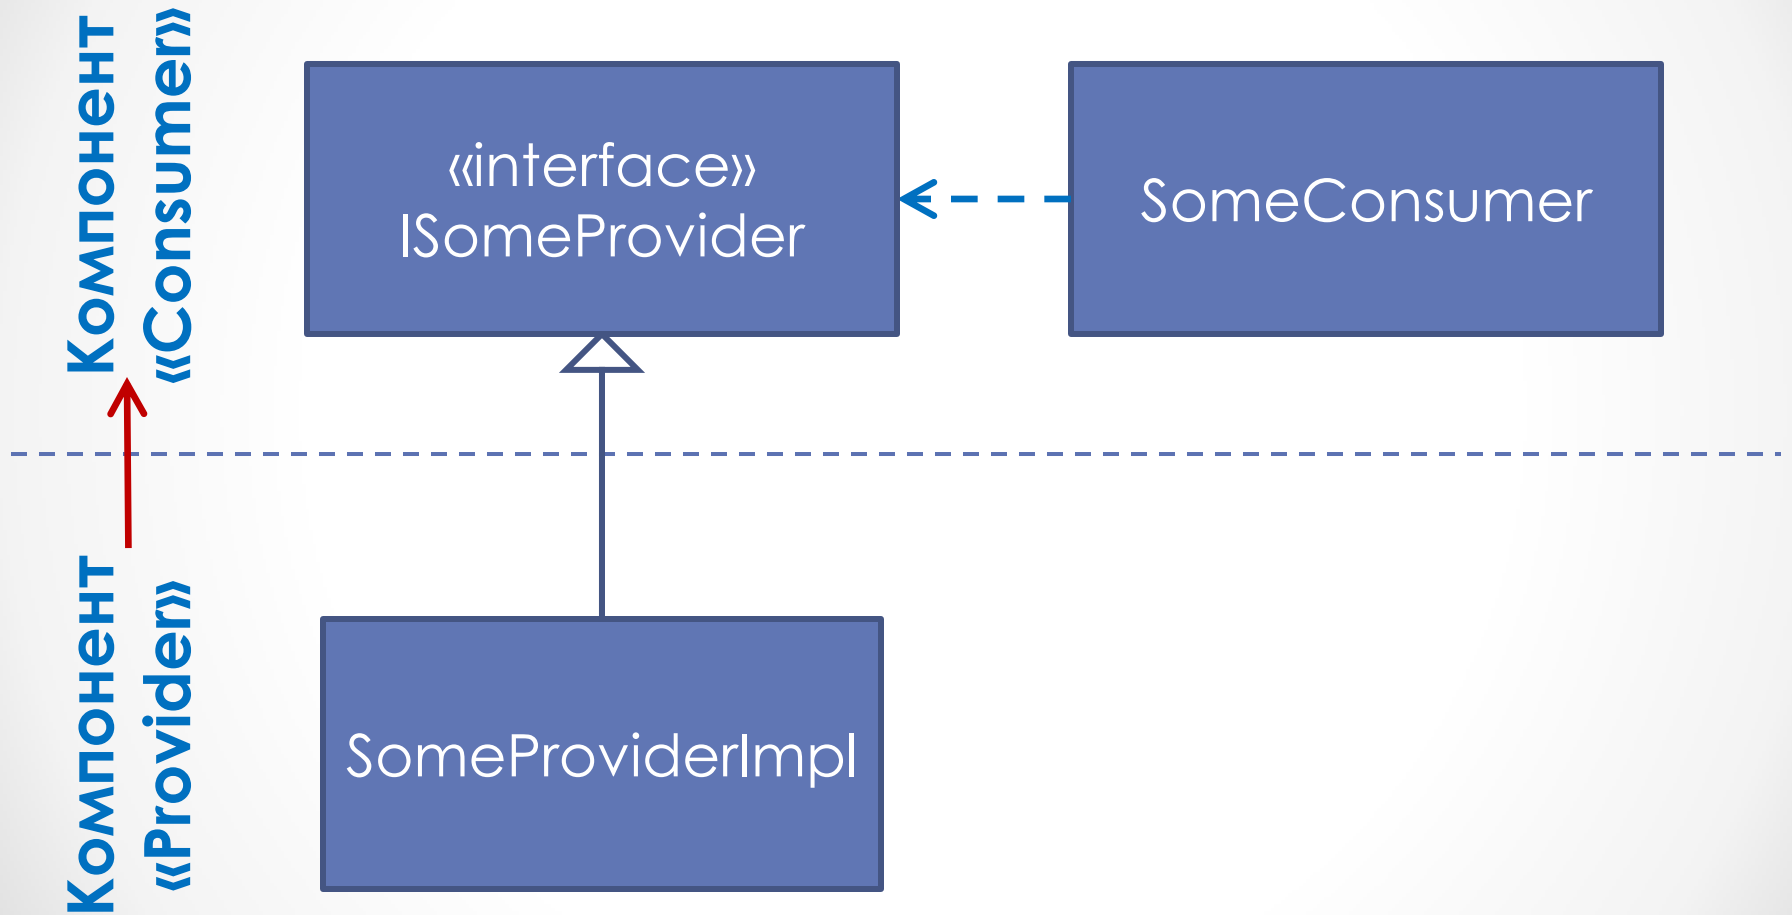 Компонент
«Consumer»
«interface»
ISomeProvider
SomeConsumer
Компонент
«Provider»
SomeProviderImpl